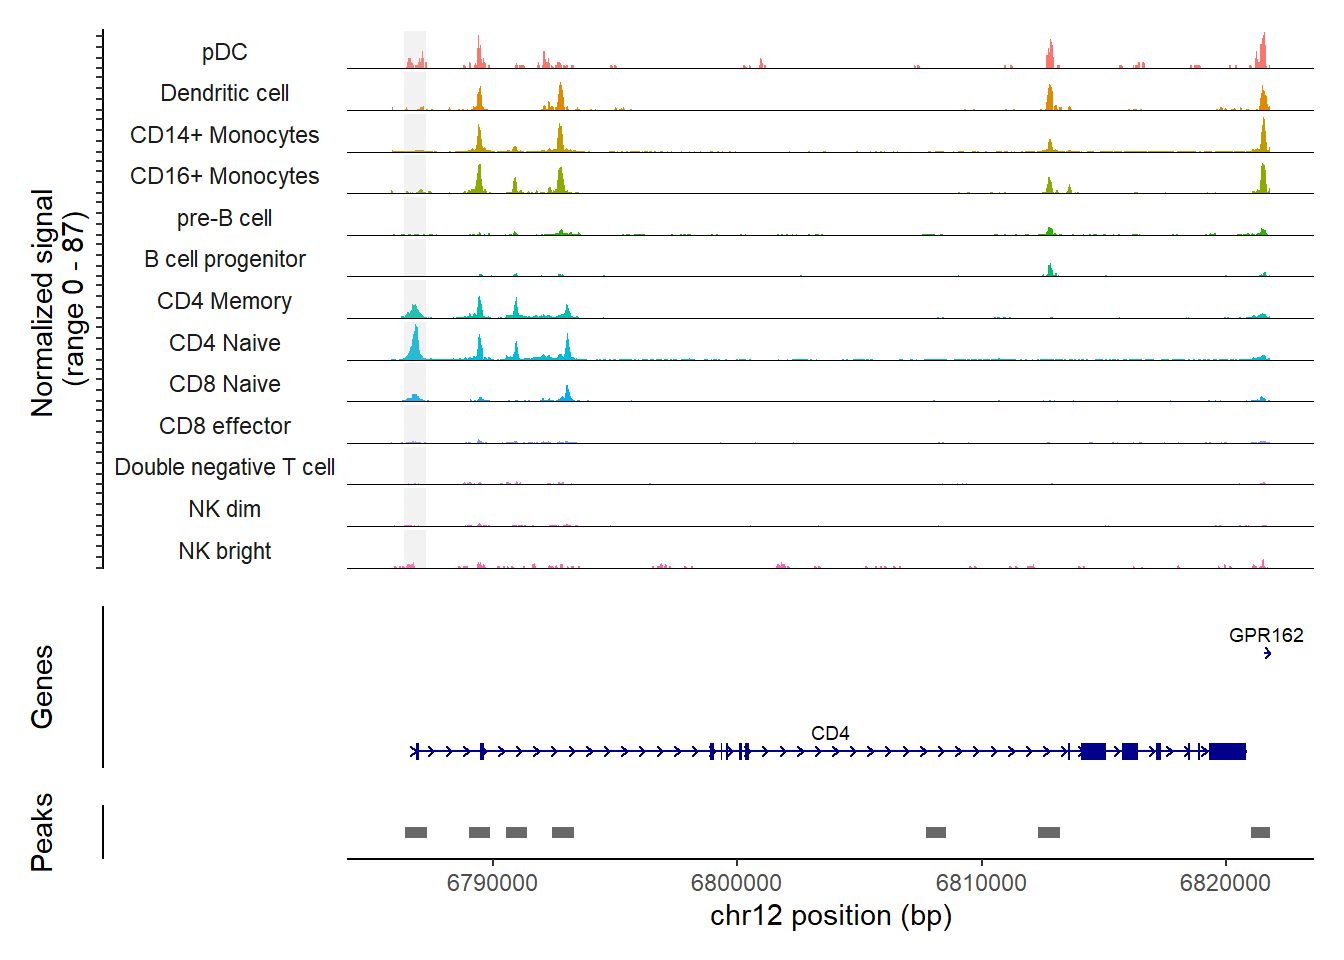 Normalized signal
(range 0 - 87)
pDC
Dendritic cell
CD14+ Monocytes
CD16+ Monocytes
pre-B cell
B cell progenitor
CD4 Memory
CD4 Naive
CD8 Naive
CD8 effector
Double negative T cell
NK dim
NK bright
Genes
GPR162
CD4
Peaks
6790000 6800000 6810000 6820000
chr12 position (bp)